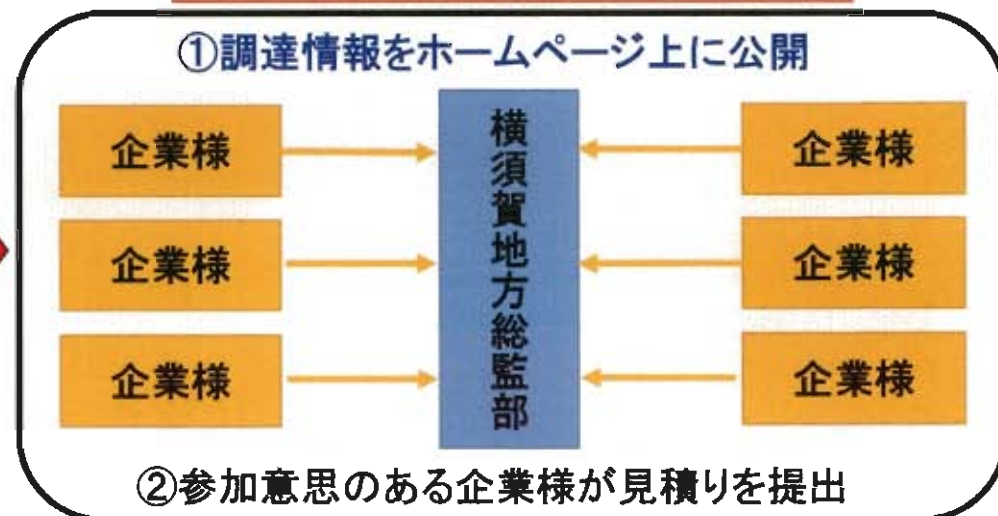 ①調達情報をホームページ上に公開
企業様
企業様
企業様
横須賀地方総監部
企業様
企業様
企業様
②参加意思のある企業様が見積りを提出